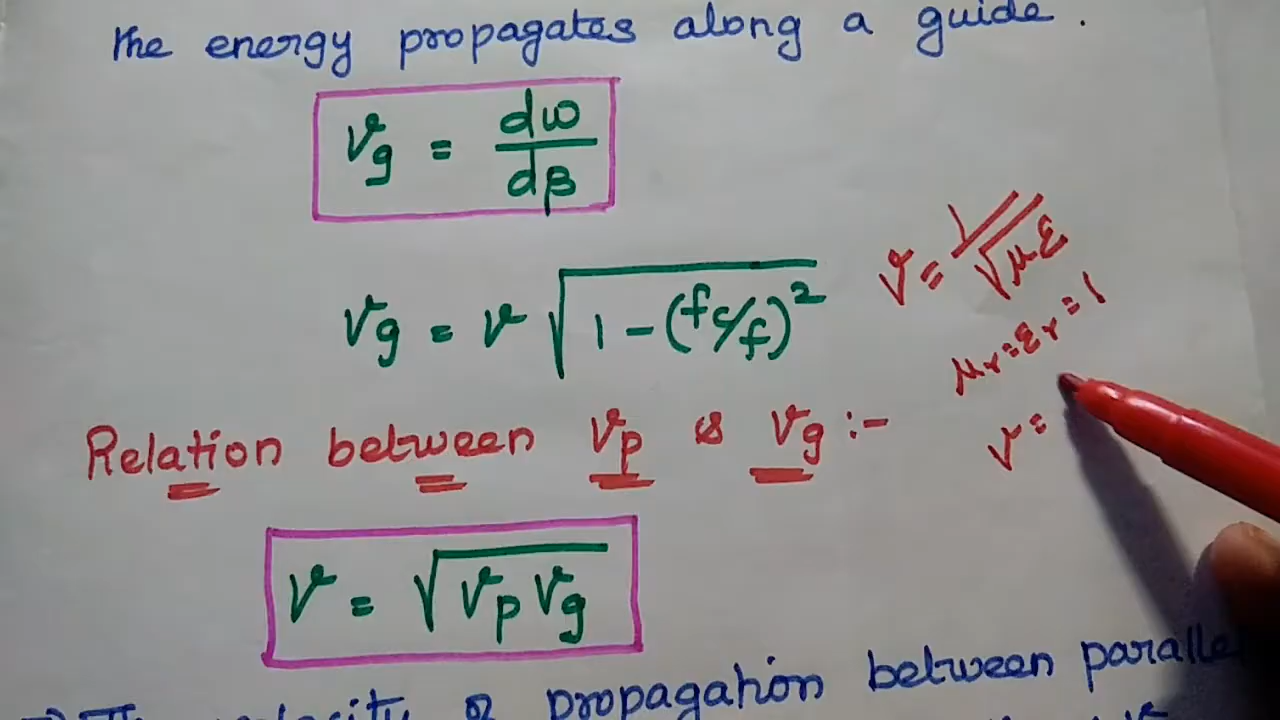 the energy propagates along a guide.
Vg = dω/dβ
V = 1/√με
Vg = V √1-(fc/f)²
μr = εr = 1
V =
Relation between Vp & Vg :-
V = √Vp Vg
propagation between parallel